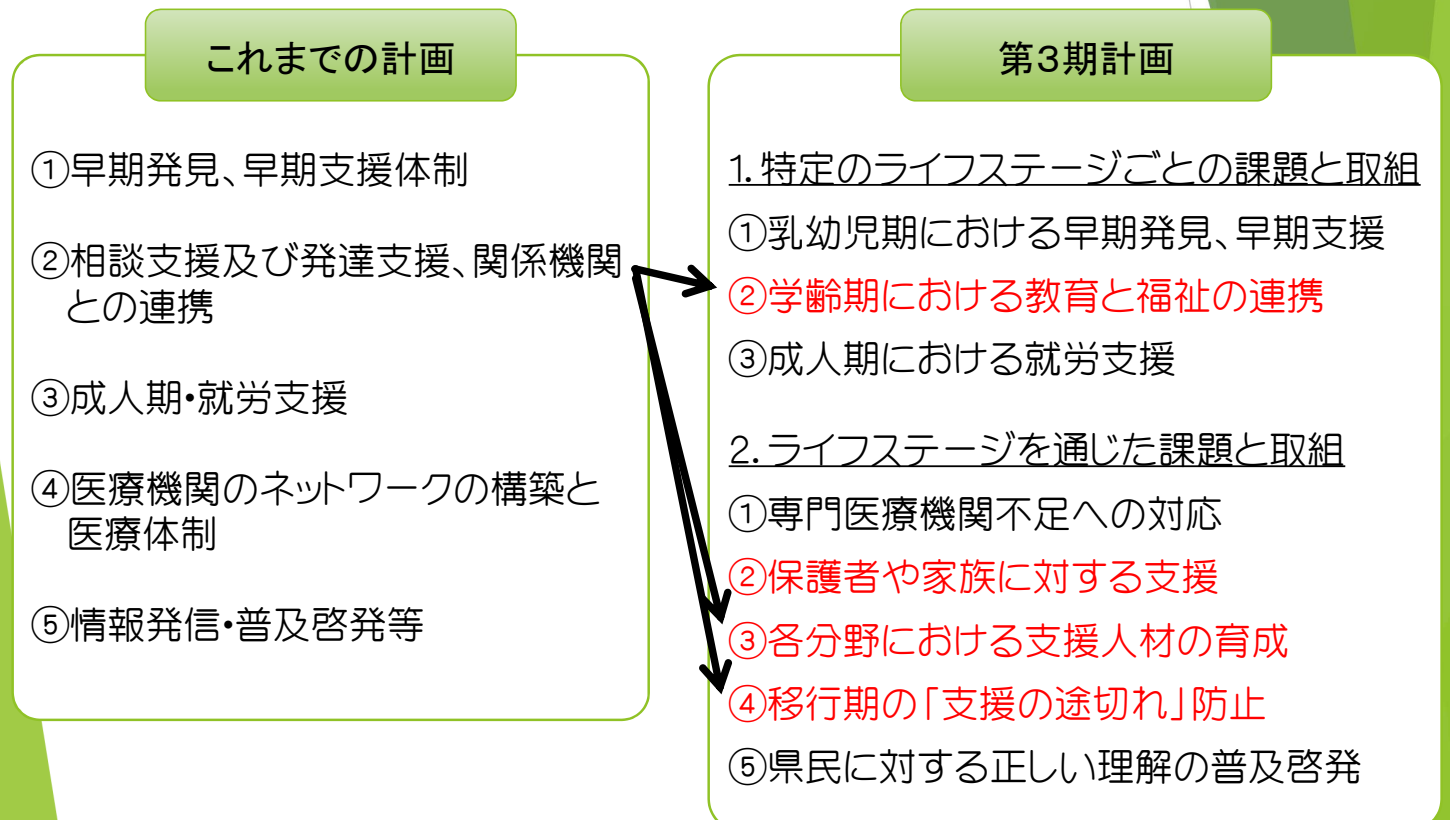 これまでの計画
①早期発見、早期支援体制
②相談支援及び発達支援、関係機関
との連携
③成人期・就労支援
④医療機関のネットワークの構築と
医療体制
⑤情報発信・普及啓発等
第3期計画
1.特定のライフステージごとの課題と取組
①乳幼児期における早期発見、早期支援
②学齢期における教育と福祉の連携
③成人期における就労支援
2.ライフステージを通じた課題と取組
①専門医療機関不足への対応
②保護者や家族に対する支援
③各分野における支援人材の育成
④移行期の「支援の途切れ」防止
⑤県民に対する正しい理解の普及啓発